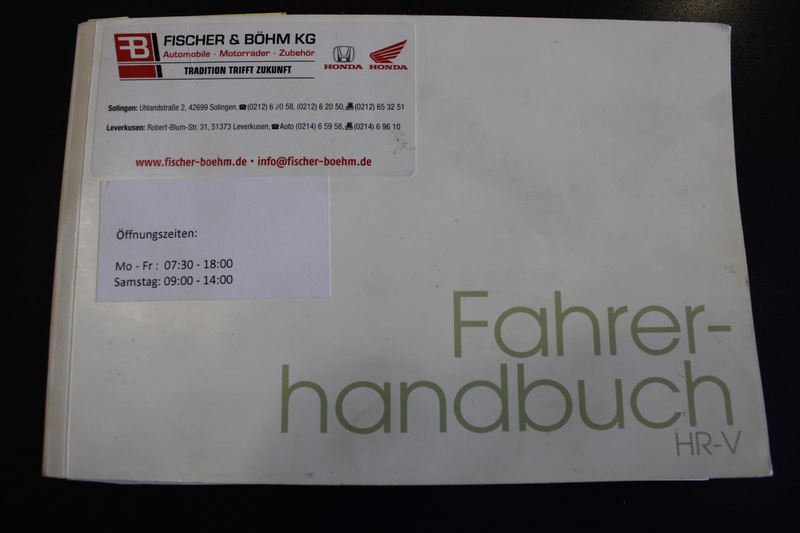 FB FISCHER & BÖHM KG
Automobile · Motorräder · Zubehör
HONDA HONDA
TRADITION TRIFFT ZUKUNFT
Solingen: Uhlandstraße 2, 42699 Solingen, ☎(0212) 6 20 58, (0212) 6 20 50, 📠(0212) 65 32 51
Leverkusen: Robert-Blum-Str. 31, 51373 Leverkusen, ☎Auto (0214) 6 59 58, 📠(0214) 6 96 10
www.fischer-boehm.de • info@fischer-boehm.de
Öffnungszeiten:
Mo - Fr : 07:30 - 18:00
Samstag: 09:00 - 14:00
Fahrer-
handbuch
HR-V